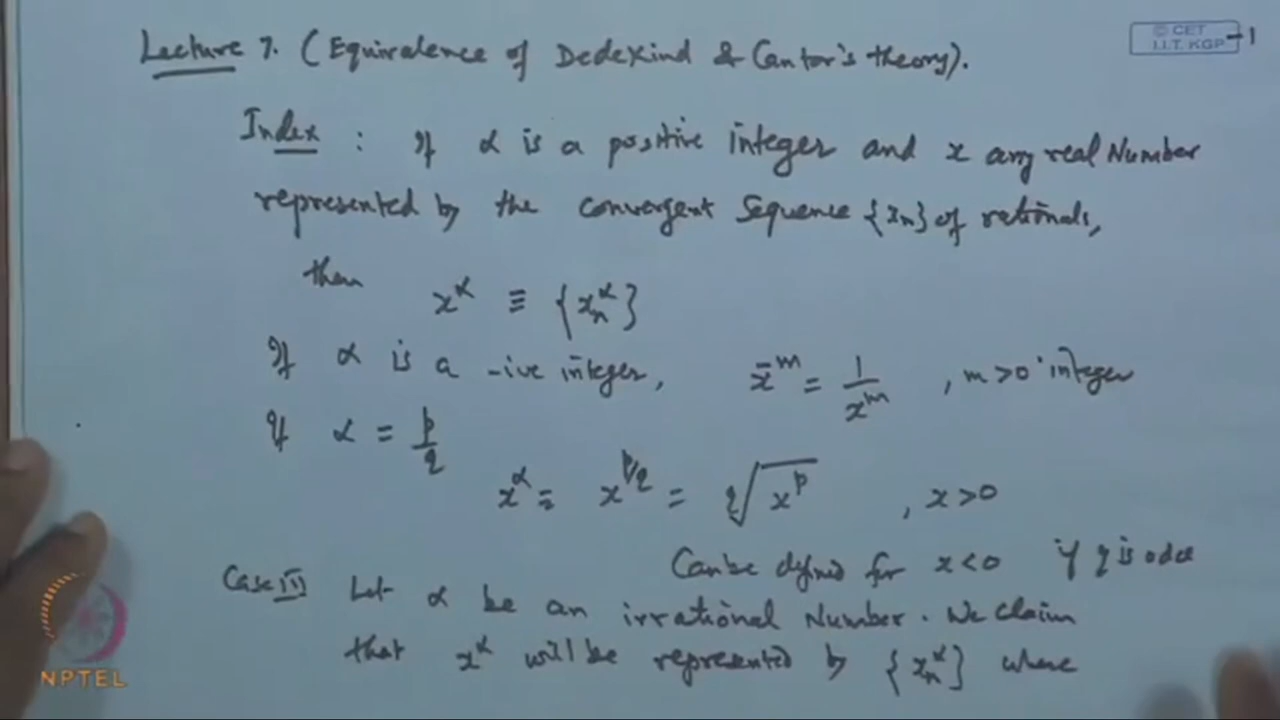 Lecture 7. (Equivalence of Dedekind & Cantor's theory).
© CET
I.I.T. KGP
-1
Index : If α is a positive integer and x any real Number
represented by the convergent Sequence {xₙ} of rationals,
then x^α ≡ {xₙ^α}
If α is a -ive integer, x^-m = 1/x^m , m>0 integer
If α = p/q
x^α = x^p/q = q√x^p , x>0
Can be defined for x<0 if q is odd
Case III Let α be an irrational Number. We Claim
that x^α will be represented by {xₙ^α} where
NPTEL